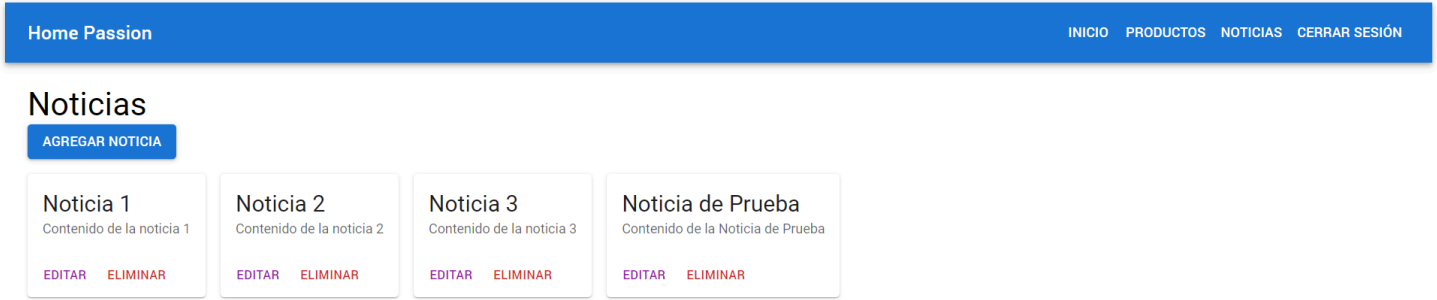 Home Passion
INICIO PRODUCTOS NOTICIAS CERRAR SESIÓN
Noticias
AGREGAR NOTICIA
Noticia 1
Contenido de la noticia 1
EDITAR ELIMINAR
Noticia 2
Contenido de la noticia 2
EDITAR ELIMINAR
Noticia 3
Contenido de la noticia 3
EDITAR ELIMINAR
Noticia de Prueba
Contenido de la Noticia de Prueba
EDITAR ELIMINAR